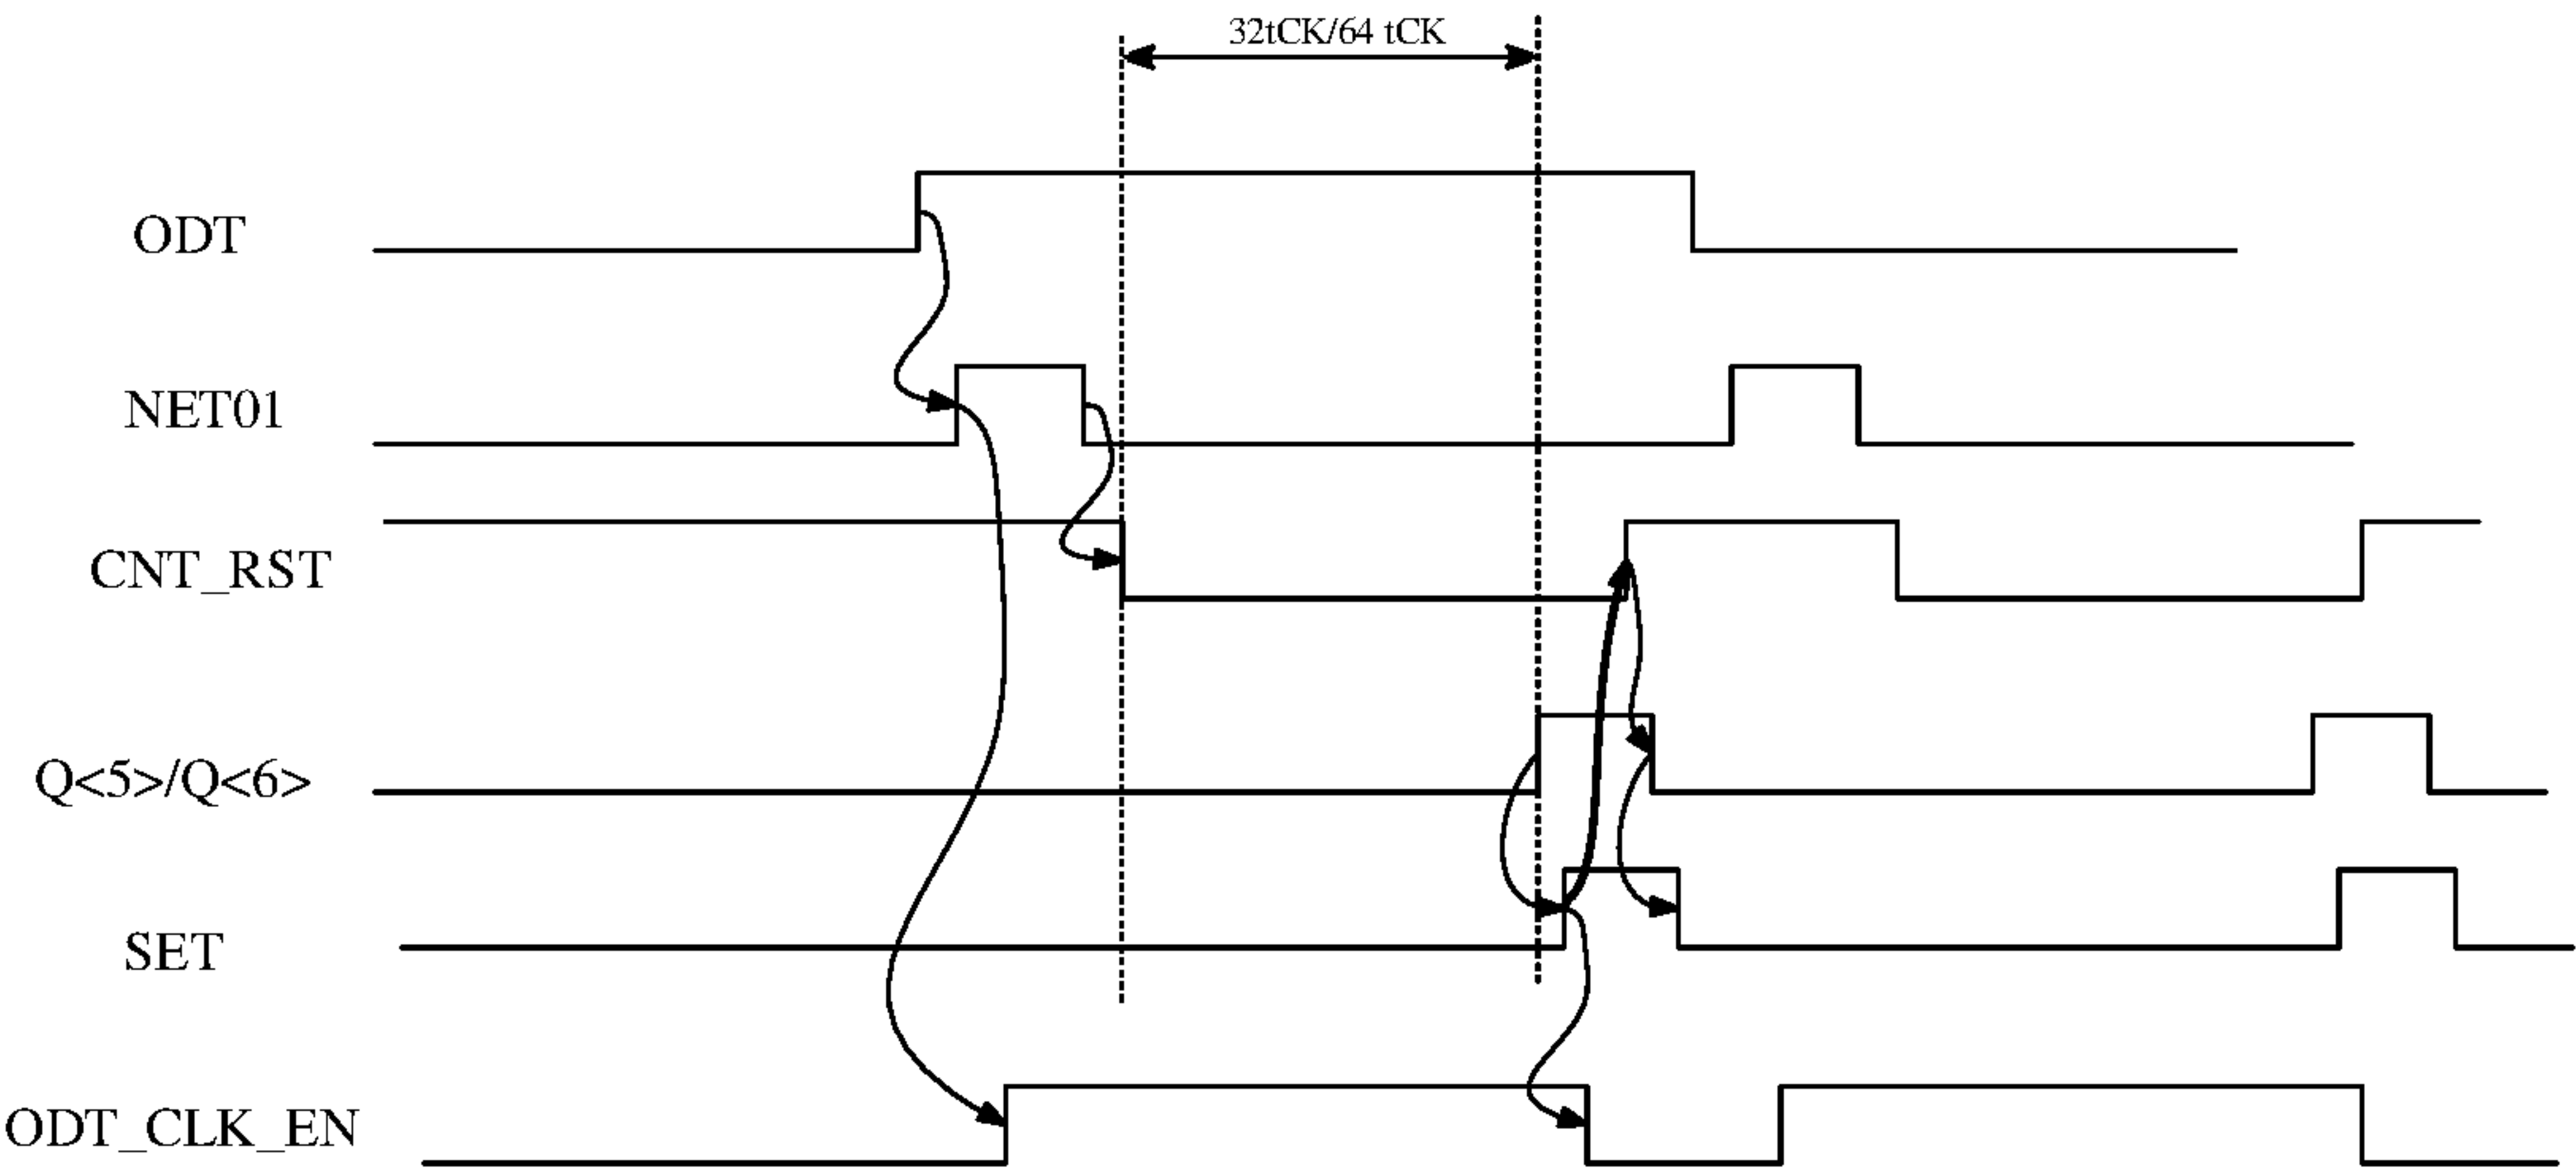 32tCK/64 tCK
ODT
NET01
CNT_RST
Q<5>/Q<6>
SET
ODT_CLK_EN